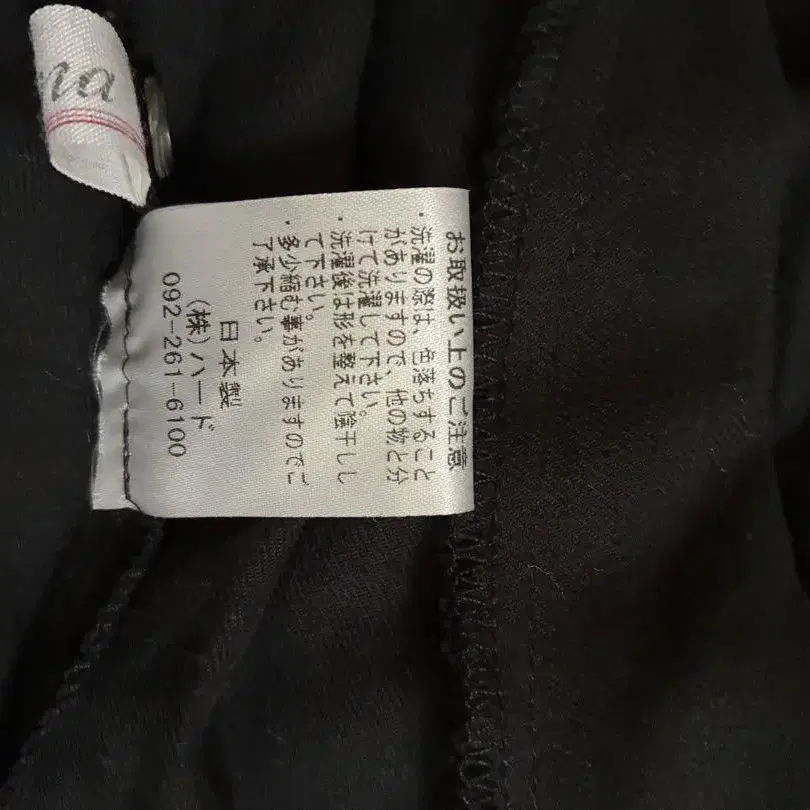 na
お取扱い上のご注意
・洗濯の際は、色落ちすること
がありますので、他の物と分
けて洗濯して下さい。
・洗濯後は形を整えて陰干しし
て下さい。
・多少縮む事がありますのでご
了承下さい。
日本製
(株)ハード
092-261-6100